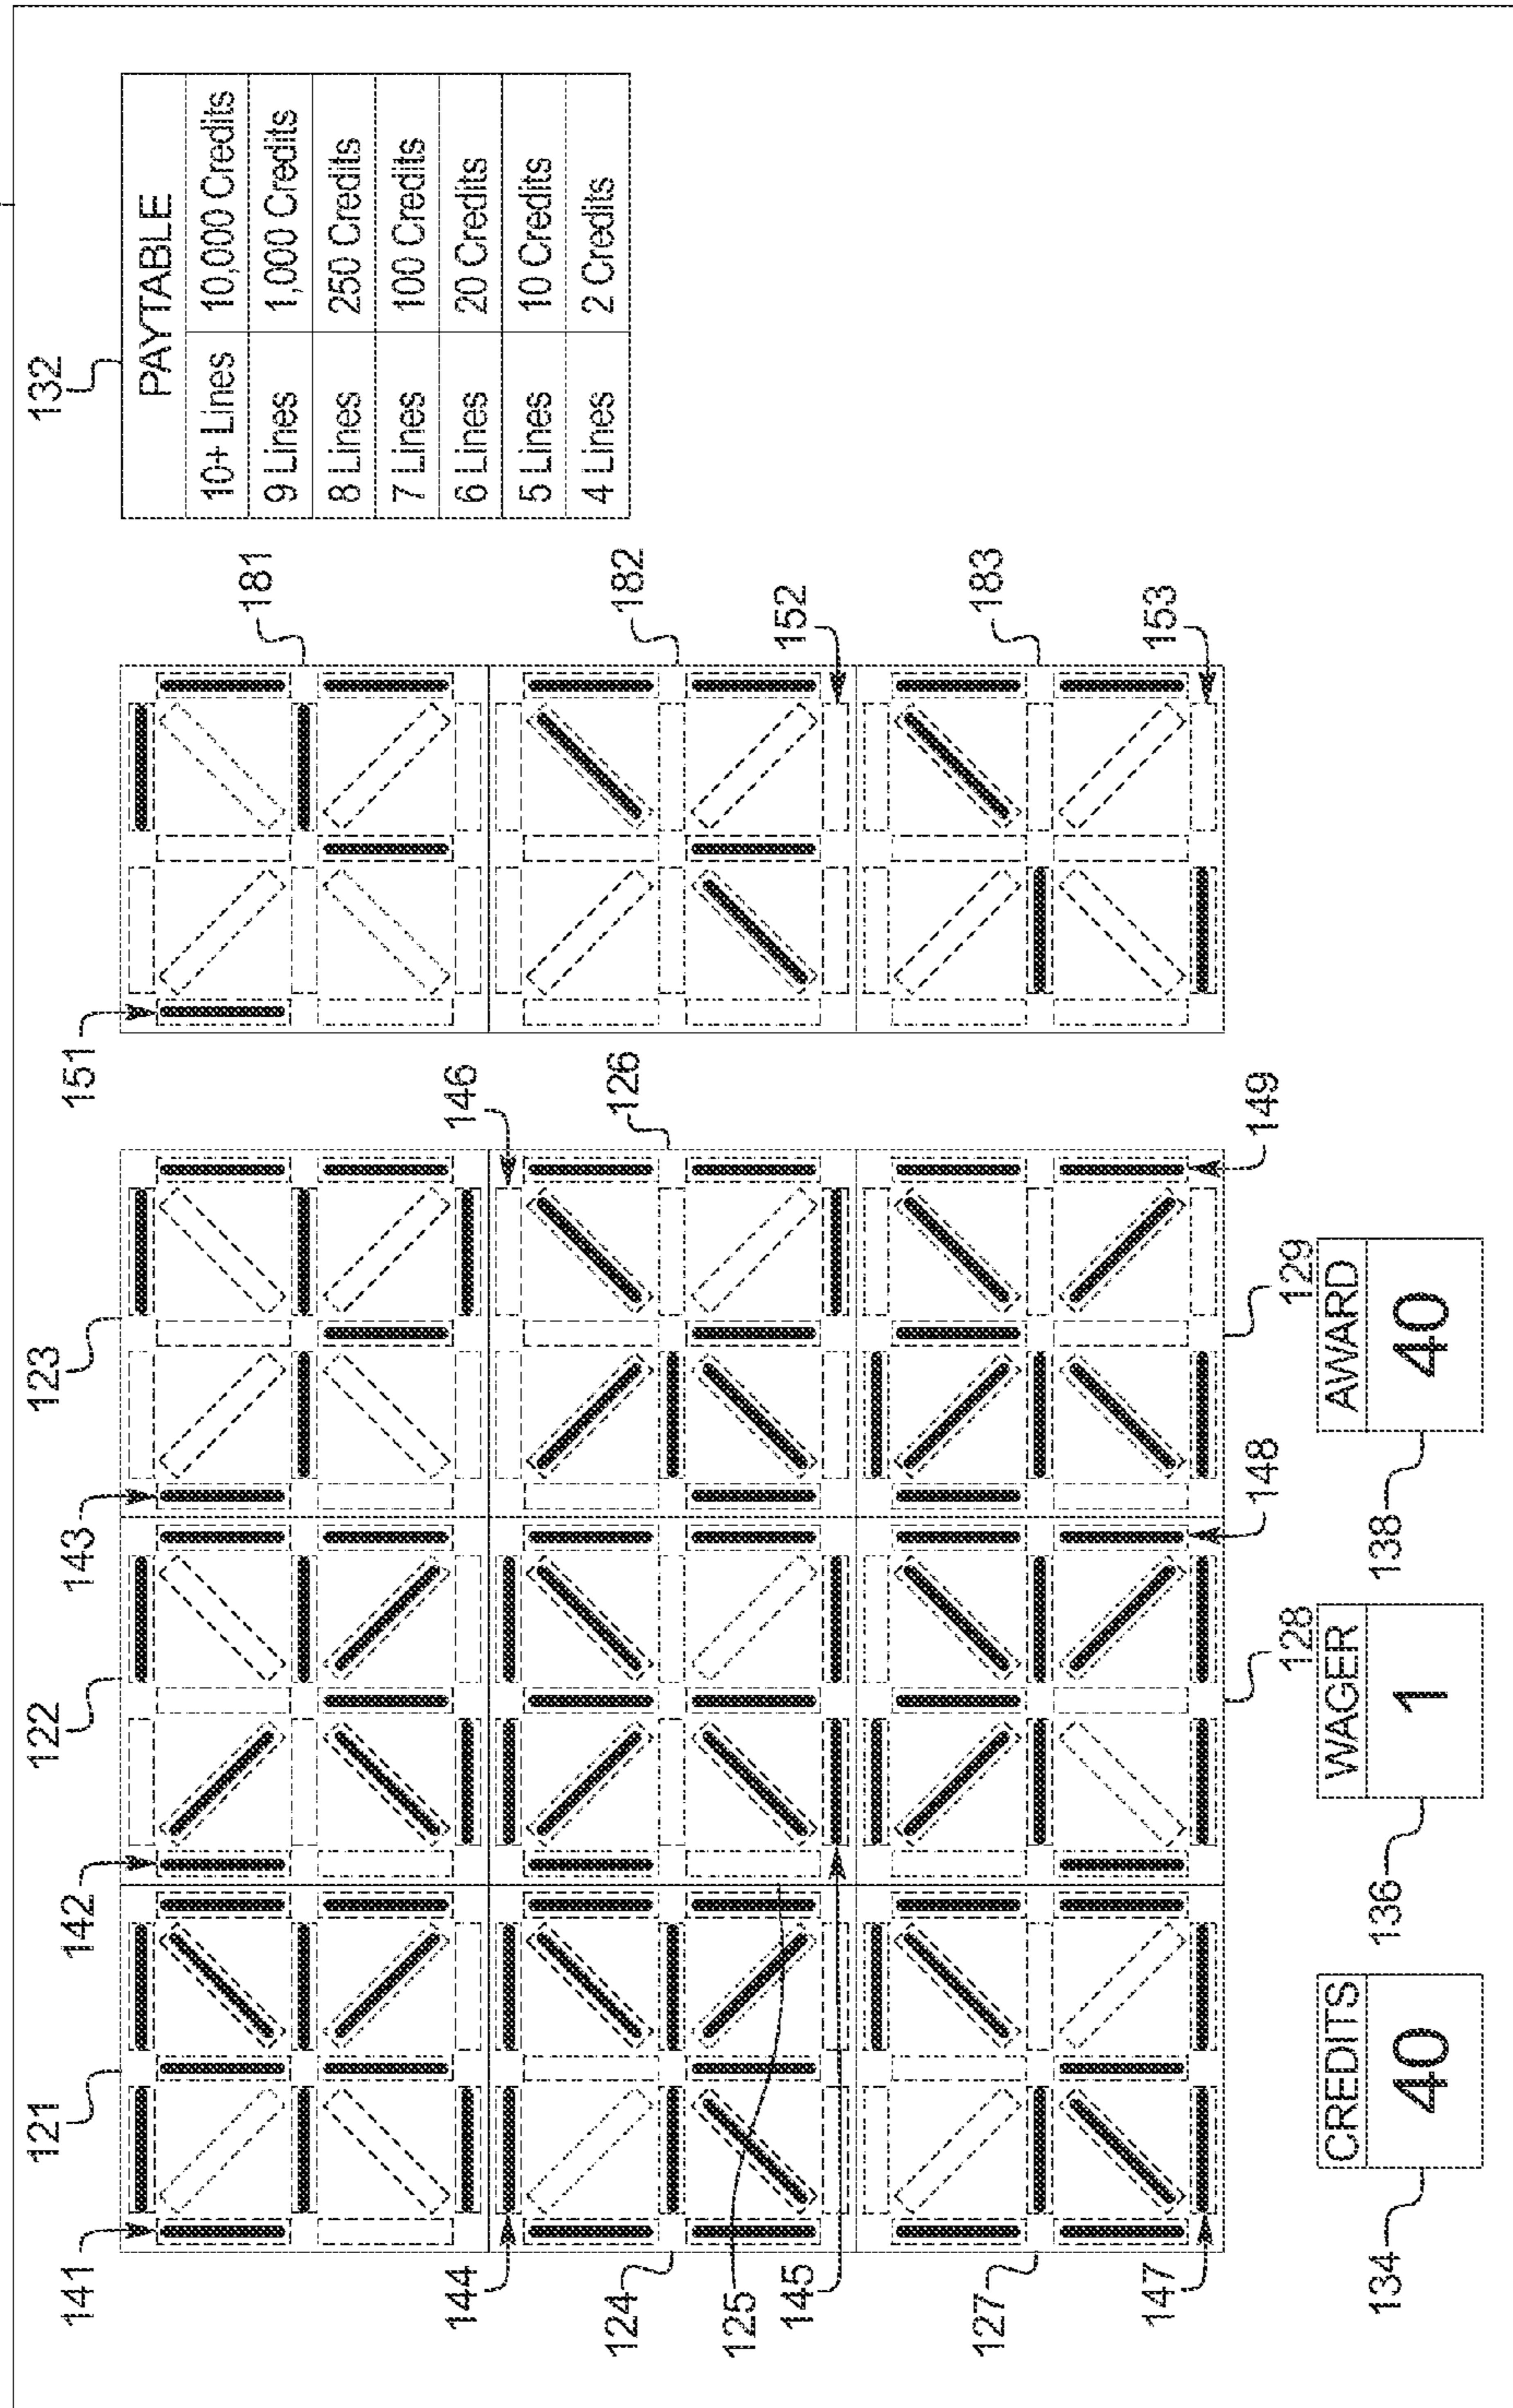 132
PAYTABLE
10+ Lines 10,000 Credits
9 Lines 1,000 Credits
8 Lines 250 Credits
7 Lines 100 Credits
6 Lines 20 Credits
5 Lines 10 Credits
4 Lines 2 Credits
141
121
142
122
143
123
151
181
144
124
125
145
146
126
182
152
127
147
128
148
129
149
183
153
134
CREDITS
40
136
WAGER
1
138
AWARD
40